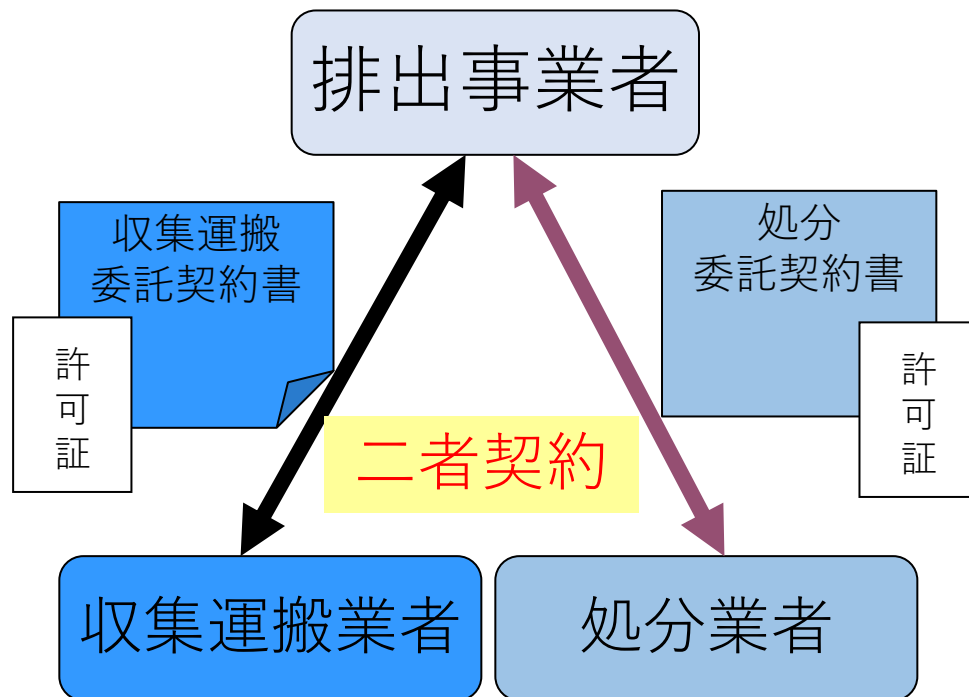 排出事業者
収集運搬
委託契約書
許可証
処分
委託契約書
許可証
二者契約
収集運搬業者
処分業者